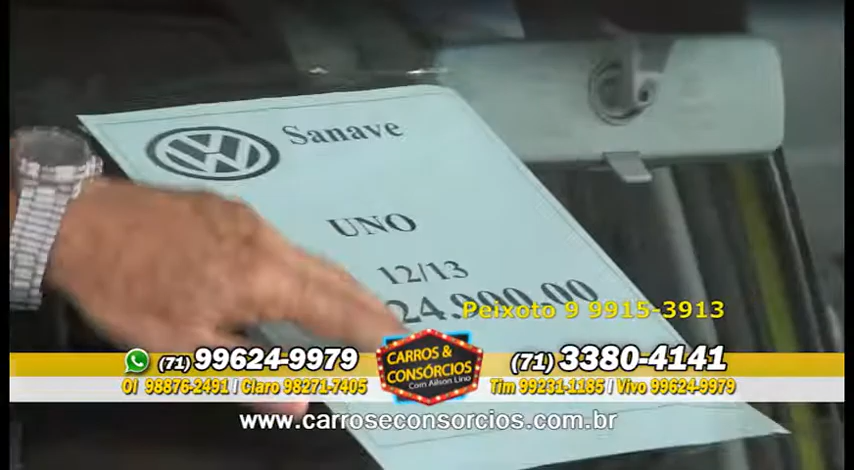 Sanave
UNO
12/13
24.900.00
Peixoto 9 9915-3913
(71) 99624-9979
(71) 3380-4141
OI 98876-2491 / Claro 98271-7405
Tim 99231-1185 / Vivo 99624-9979
CARROS &
CONSÓRCIOS
Com Ailson Lino
www.carroseconsorcios.com.br